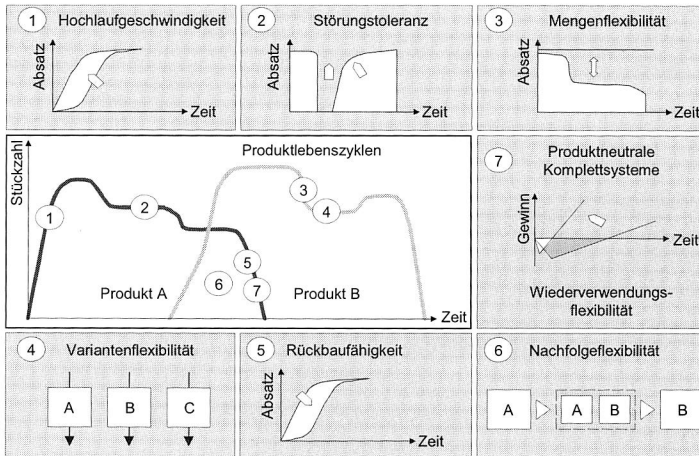 1 Hochlaufgeschwindigkeit
Absatz
Zeit
2 Störungstoleranz
Absatz
Zeit
3 Mengenflexibilität
Absatz
Zeit
Produktlebenszyklen
Stückzahl
1
2
3
4
5
6
7
Produkt A
Produkt B
Zeit
7 Produktneutrale
Komplettsysteme
Gewinn
Zeit
Wiederverwendungs-
flexibilität
4 Variantenflexibilität
A B C
5 Rückbaufähigkeit
Absatz
Zeit
6 Nachfolgeflexibilität
A A B B